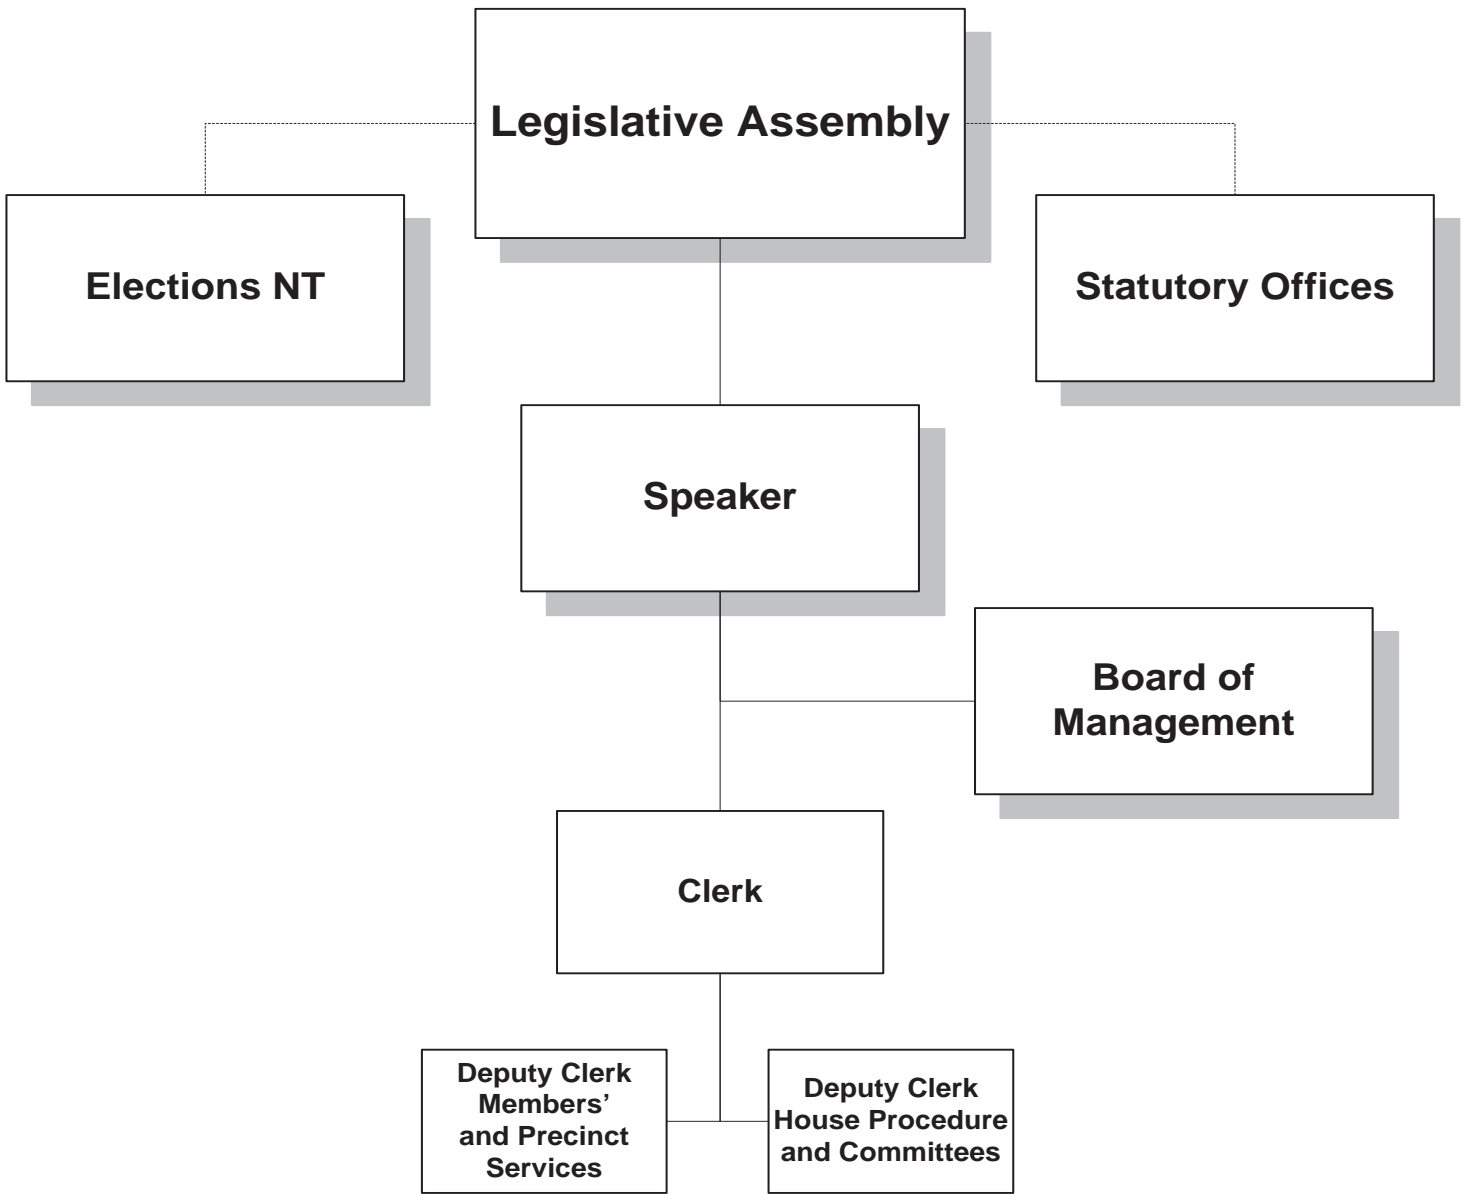 Legislative Assembly
Elections NT
Statutory Offices
Speaker
Board of
Management
Clerk
Deputy Clerk
Members’
and Precinct
Services
Deputy Clerk
House Procedure
and Committees